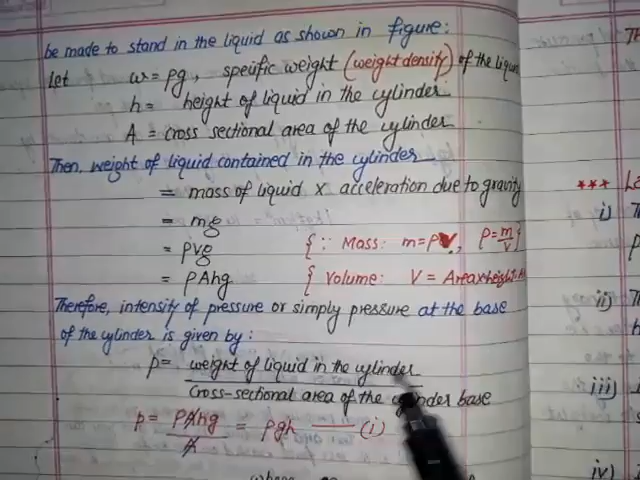 be made to stand in the liquid as shown in figure:
Let w = ρg, specific weight (weight density) of the liquid
h = height of liquid in the cylinder
A = cross sectional area of the cylinder
Then, weight of liquid contained in the cylinder
= mass of liquid × acceleration due to gravity
= mg
= ρVg {∵ Mass: m=ρV, ρ=m/V}
= ρAhg { Volume: V = Area×height
Therefore, intensity of pressure or simply pressure at the base
of the cylinder is given by:
p = weight of liquid in the cylinder
cross-sectional area of the cylinder base
p = ρAhg / A = ρgh — (i)
where
*** La
i) Th
ii) Th
h
iii)
iv)